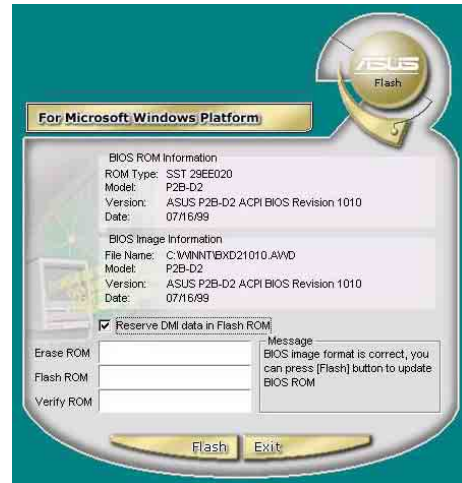 ASUS
Flash
For Microsoft Windows Platform
BIOS ROM Information
ROM Type: SST 29EE020
Model: P2B-D2
Version: ASUS P2B-D2 ACPI BIOS Revision 1010
Date: 07/16/99
BIOS Image Information
File Name: C:\WINNT\BXD21010.AWD
Model: P2B-D2
Version: ASUS P2B-D2 ACPI BIOS Revision 1010
Date: 07/16/99
Reserve DMI data in Flash ROM
Erase ROM
Flash ROM
Verify ROM
Message
BIOS image format is correct, you
can press [Flash] button to update
BIOS ROM
Flash Exit